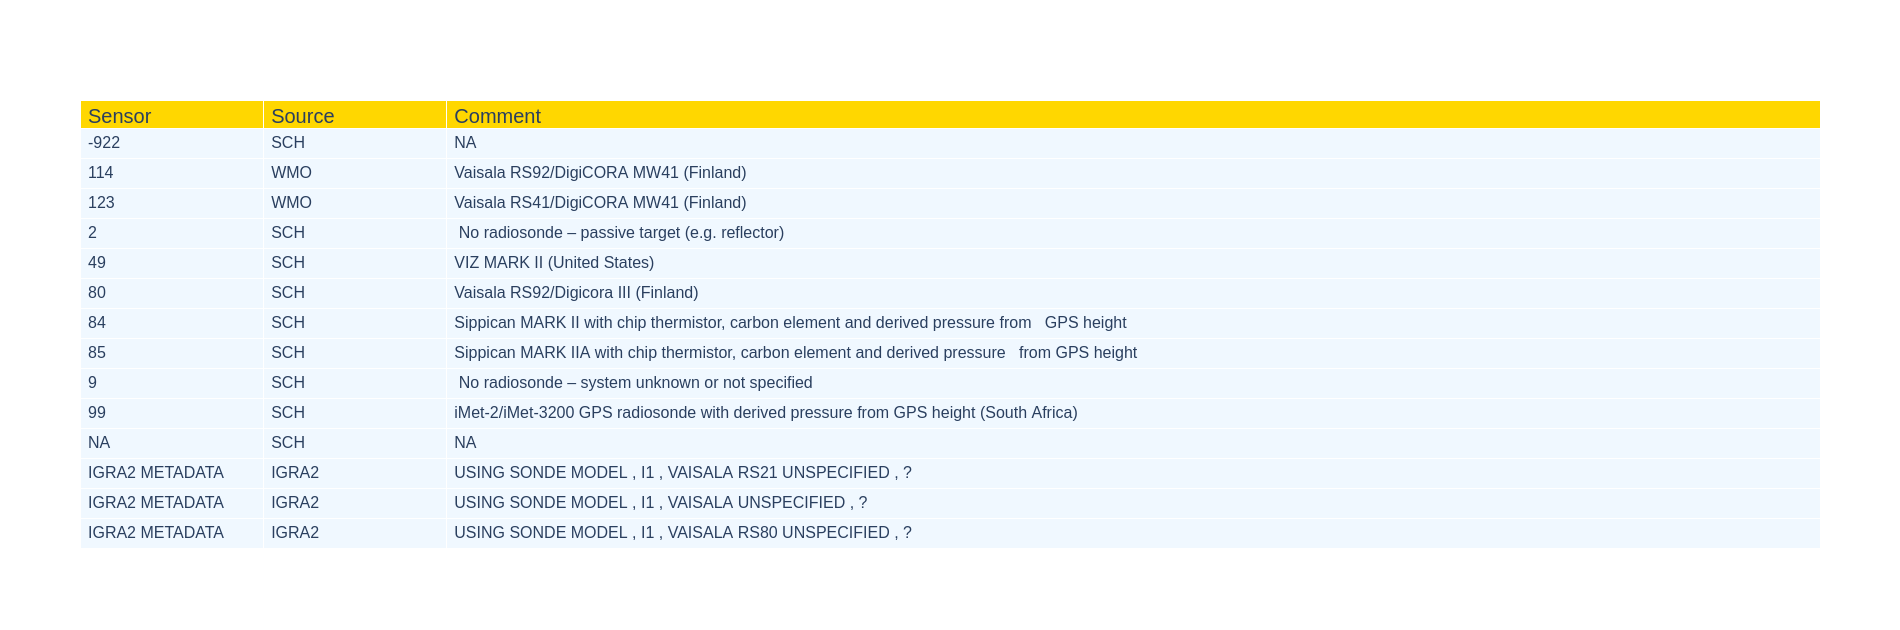 Sensor Source Comment
-922 SCH NA
114 WMO Vaisala RS92/DigiCORA MW41 (Finland)
123 WMO Vaisala RS41/DigiCORA MW41 (Finland)
2 SCH No radiosonde – passive target (e.g. reflector)
49 SCH VIZ MARK II (United States)
80 SCH Vaisala RS92/Digicora III (Finland)
84 SCH Sippican MARK II with chip thermistor, carbon element and derived pressure from   GPS height
85 SCH Sippican MARK IIA with chip thermistor, carbon element and derived pressure   from GPS height
9 SCH No radiosonde – system unknown or not specified
99 SCH iMet-2/iMet-3200 GPS radiosonde with derived pressure from GPS height (South Africa)
NA SCH NA
IGRA2 METADATA IGRA2 USING SONDE MODEL , I1 , VAISALA RS21 UNSPECIFIED , ?
IGRA2 METADATA IGRA2 USING SONDE MODEL , I1 , VAISALA UNSPECIFIED , ?
IGRA2 METADATA IGRA2 USING SONDE MODEL , I1 , VAISALA RS80 UNSPECIFIED , ?